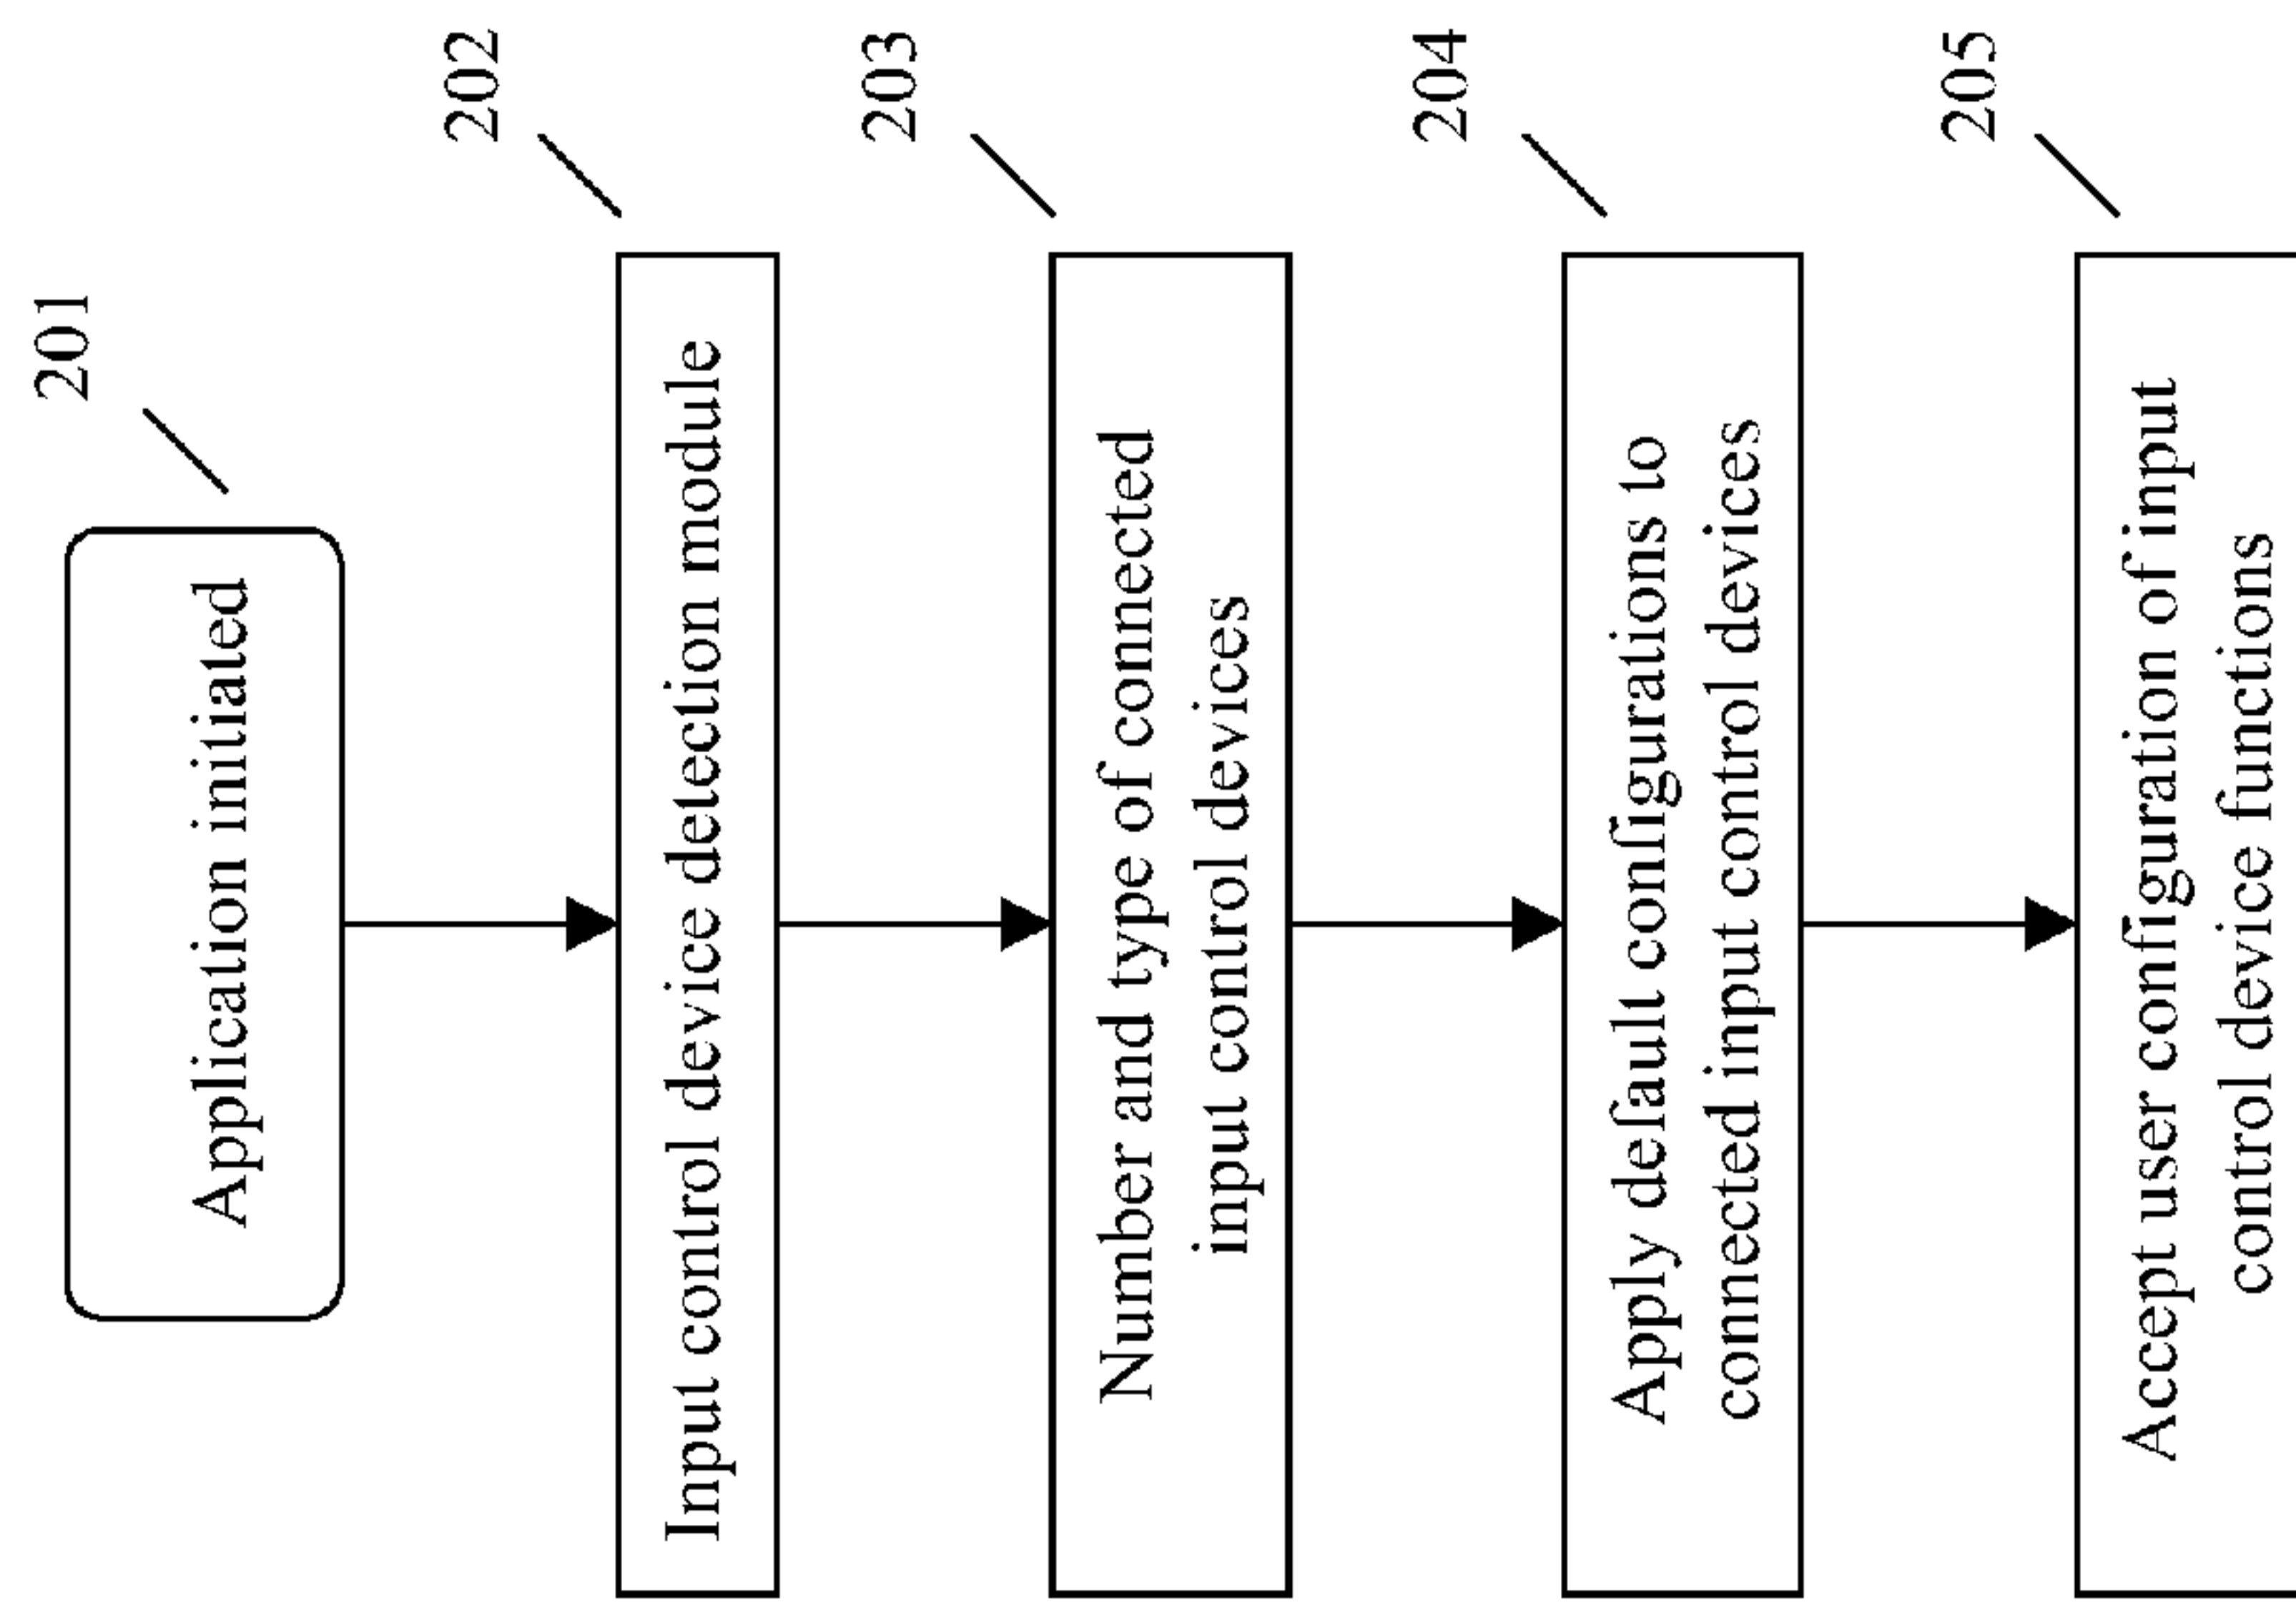 201
Application initiated
202
Input control device detection module
203
Number and type of connected
input control devices
204
Apply default configurations to
connected input control devices
205
Accept user configuration of input
control device functions